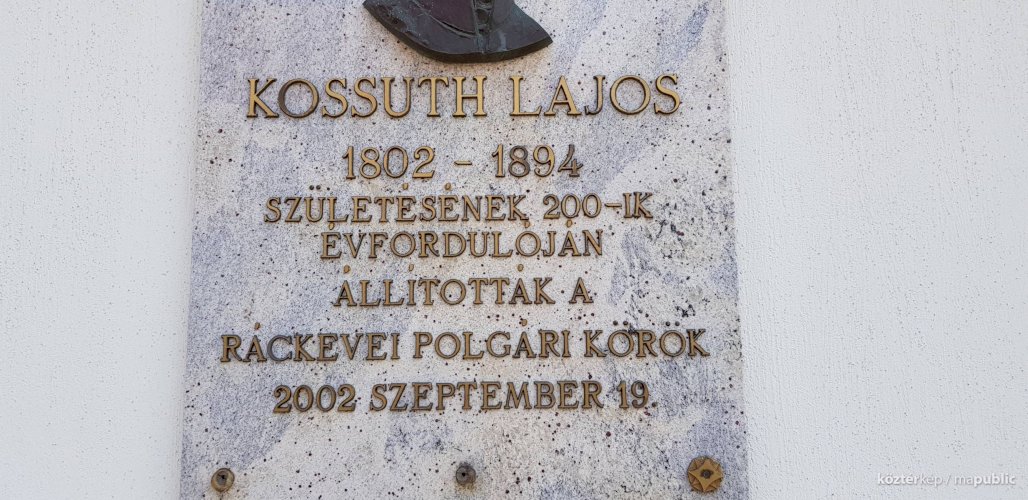 KOSSUTH LAJOS
1802 - 1894
SZÜLETÉSÉNEK 200-IK
ÉVFORDULÓJÁN
ÁLLÍTOTTÁK A
RÁCKEVEI POLGÁRI KÖRÖK
2002 SZEPTEMBER 19.
köztérkép / mapublic